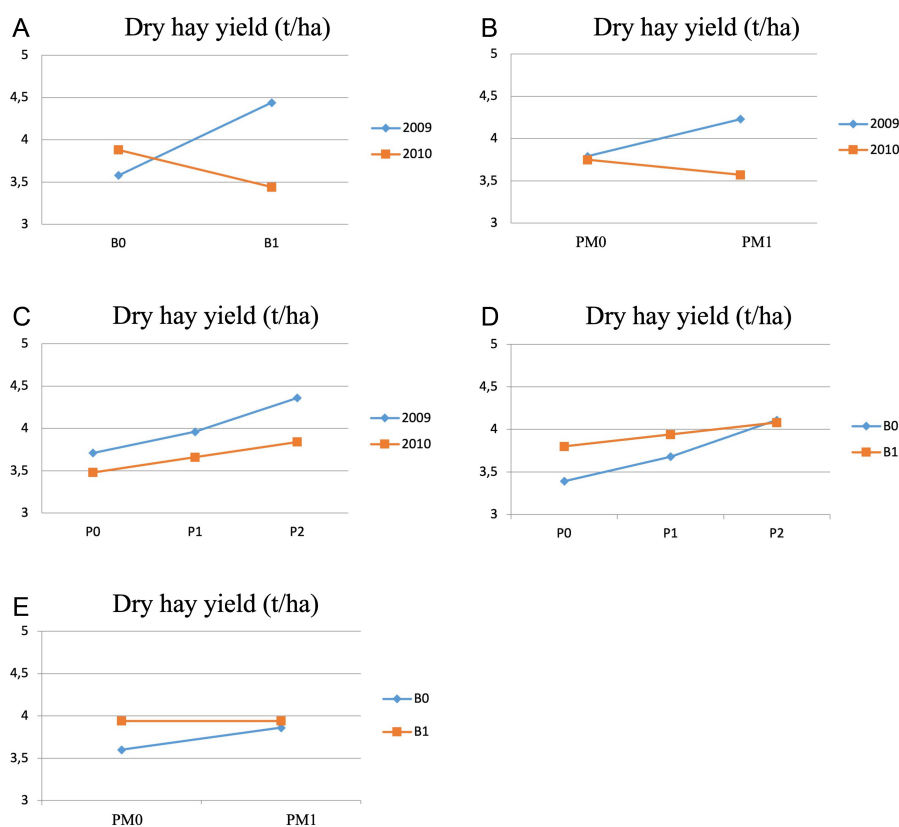 A
Dry hay yield (t/ha)
5
4,5
4
3,5
3
B0
B1
2009
2010
B
Dry hay yield (t/ha)
5
4,5
4
3,5
3
PM0
PM1
2009
2010
C
Dry hay yield (t/ha)
5
4,5
4
3,5
3
P0
P1
P2
2009
2010
D
Dry hay yield (t/ha)
5
4,5
4
3,5
3
P0
P1
P2
B0
B1
E
Dry hay yield (t/ha)
5
4,5
4
3,5
3
PM0
PM1
B0
B1